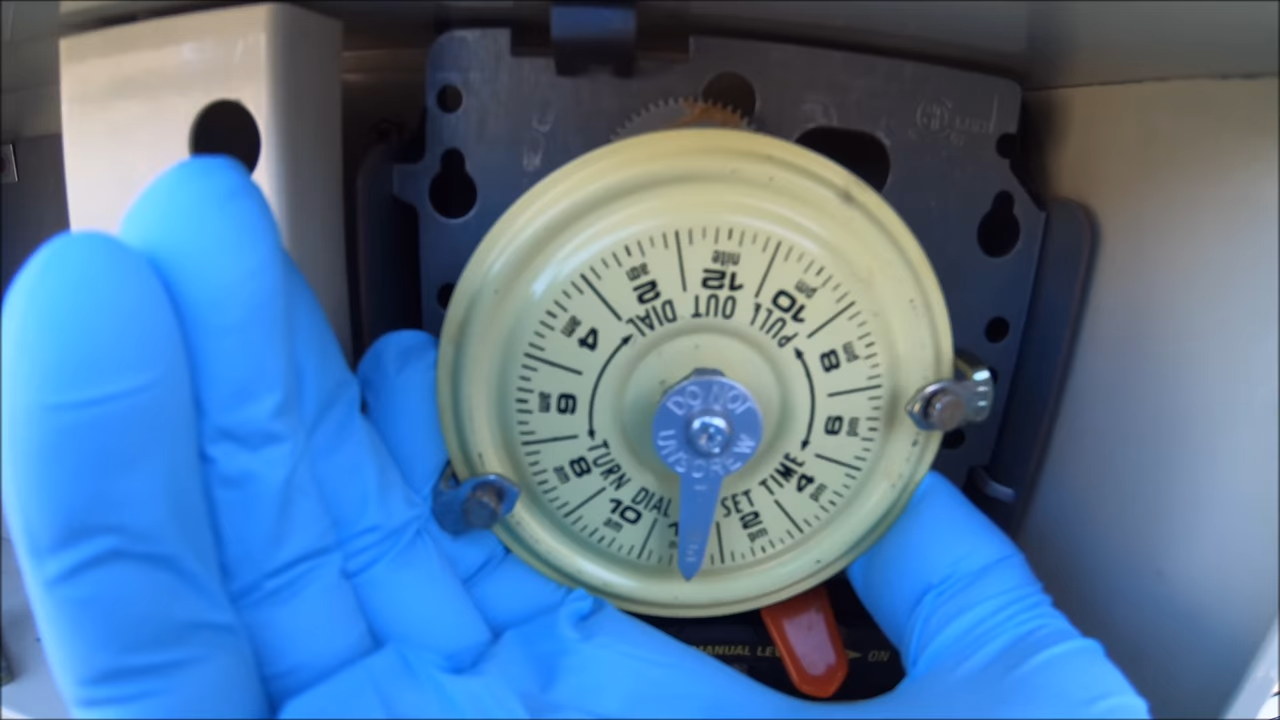 12
nite
10
pm
8
pm
6
pm
4
pm
2
pm
10
am
8
am
6
am
4
am
2
am
PULL OUT DIAL
TURN DIAL
SET TIME
DO NOT
UNSCREW
MANUAL
ON